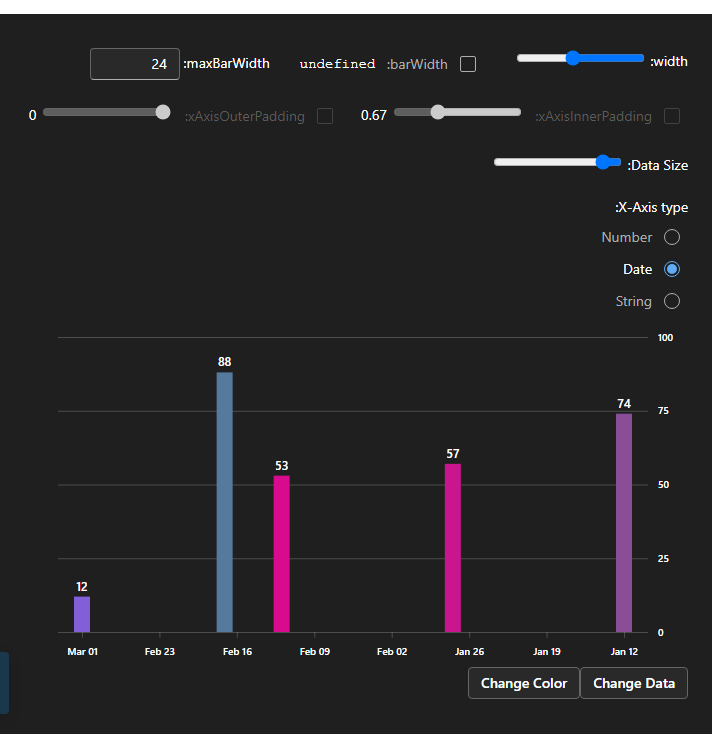 :width
:barWidth undefined
:maxBarWidth 24
:xAxisInnerPadding 0.67
:xAxisOuterPadding 0
:Data Size
:X-Axis type
Number
Date
String
100
88
75
74
57
53
50
25
12
0
Mar 01 Feb 23 Feb 16 Feb 09 Feb 02 Jan 26 Jan 19 Jan 12
Change Color Change Data